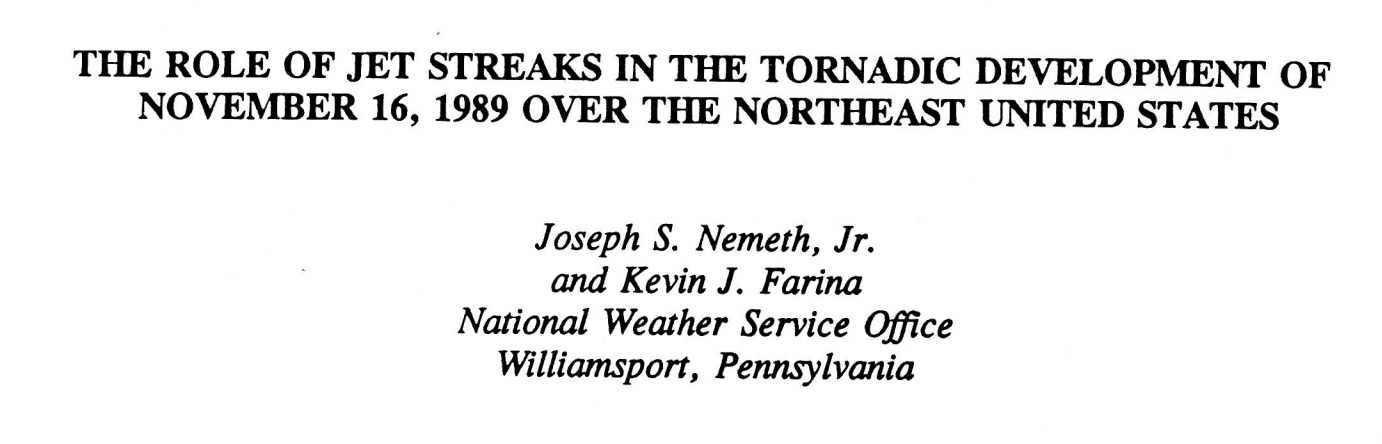 THE ROLE OF JET STREAKS IN THE TORNADIC DEVELOPMENT OF
NOVEMBER 16, 1989 OVER THE NORTHEAST UNITED STATES
Joseph S. Nemeth, Jr.
and Kevin J. Farina
National Weather Service Office
Williamsport, Pennsylvania